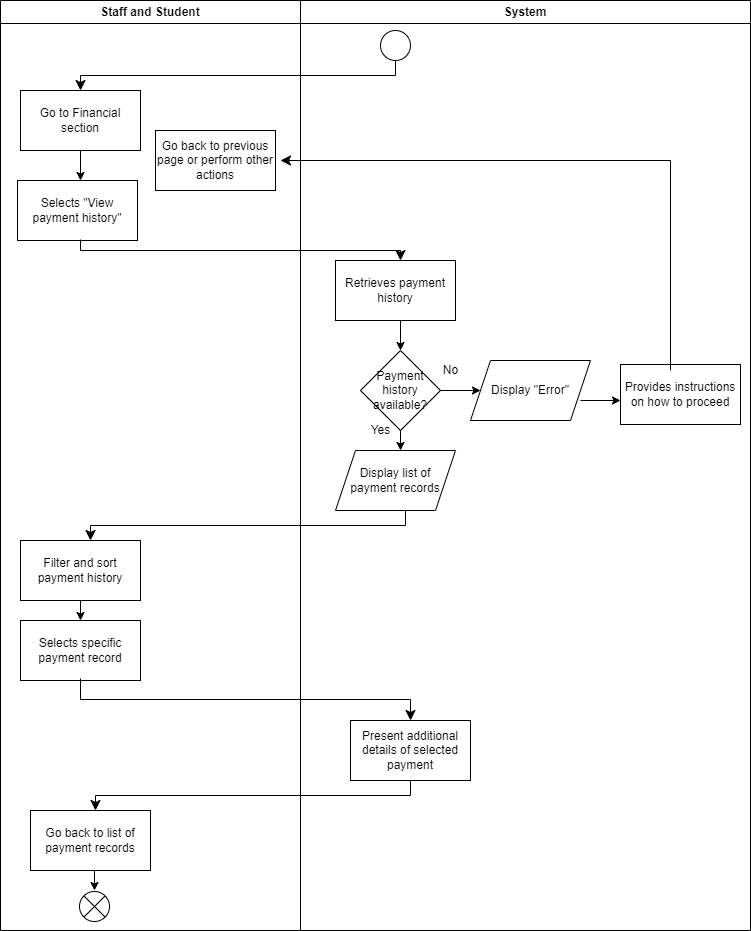 Staff and Student
System
Go to Financial
section
Go back to previous
page or perform other
actions
Selects "View
payment history"
Retrieves payment
history
Payment
history
available?
No
Display "Error"
Provides instructions
on how to proceed
Yes
Display list of
payment records
Filter and sort
payment history
Selects specific
payment record
Present additional
details of selected
payment
Go back to list of
payment records